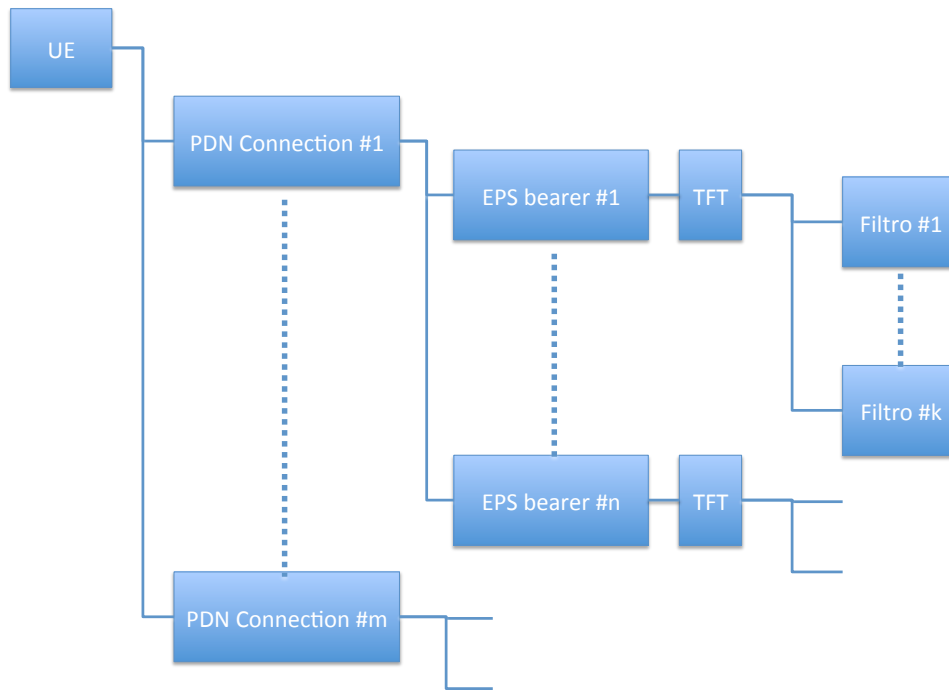 UE
PDN Connection #1
EPS bearer #1
TFT
Filtro #1
Filtro #k
EPS bearer #n
TFT
PDN Connection #m